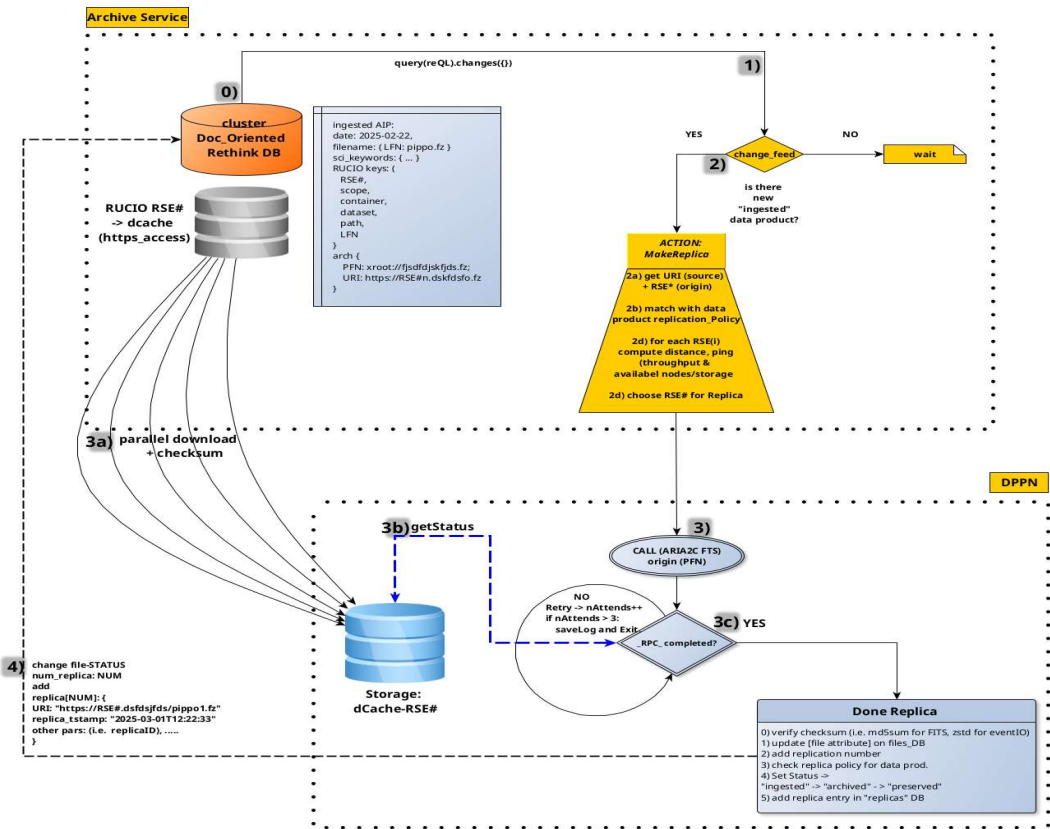 Archive Service
query(reQL).changes({})
1)
0)
cluster
Doc_Oriented
Rethink DB
ingested AIP:
date: 2025-02-22,
filename: { LFN: pippo.fz }
sci_keywords: { ... }
RUCIO keys: (
RSE#,
scope,
container,
dataset,
path,
LFN
}
arch {
PFN: xroot://fjsdfdjskfjds.fz;
URI: https://RSE#n.dskfdsfo.fz
}
YES
NO
2)
change_feed
wait
is there
new
"ingested"
data product?
RUCIO RSE#
-> dcache
(https_access)
ACTION:
MakeReplica
2a) get URI (source)
+ RSE* (origin)
2b) match with data
product replication_Policy
2d) for each RSE(i)
compute distance, ping
(throughput &
availabel nodes/storage
2d) choose RSE# for Replica
3a) parallel download
+ checksum
DPPN
3b) getStatus
3)
CALL (ARIA2C FTS)
origin (PFN)
NO
Retry -> nAttends++
if nAttends > 3:
saveLog and Exit
3c) YES
_RPC_ completed?
Storage:
dCache-RSE#
4)
change file-STATUS
num_replica: NUM
add
replica[NUM]: {
URI: "https://RSE#.dsfdsjfds/pippo1.fz"
replica_tstamp: "2025-03-01T12:22:33"
other pars: (i.e. replicaID), .....
}
Done Replica
0) verify checksum (i.e. md5sum for FITS, zstd for eventIO)
1) update [file attribute] on files_DB
2) add replication number
3) check replica policy for data prod.
4) Set Status ->
"ingested" -> "archived" - > "preserved"
5) add replica entry in "replicas" DB